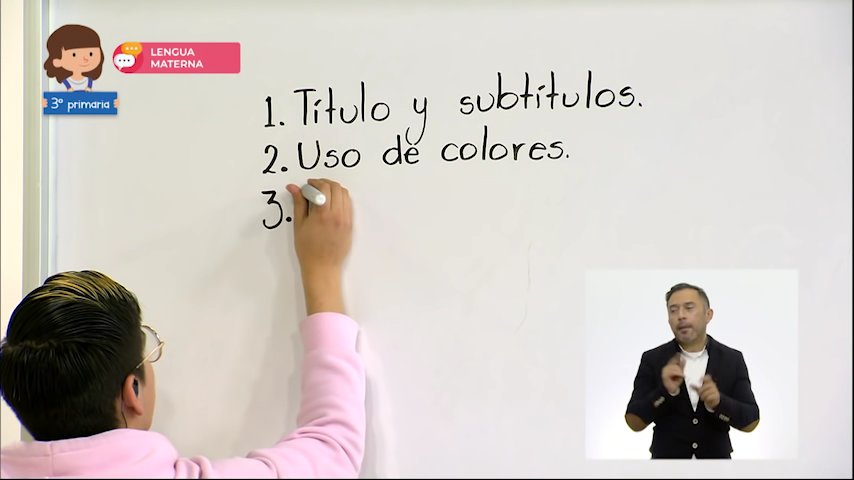 LENGUA
MATERNA
3° primaria
1. Título y subtítulos.
2. Uso de colores.
3.